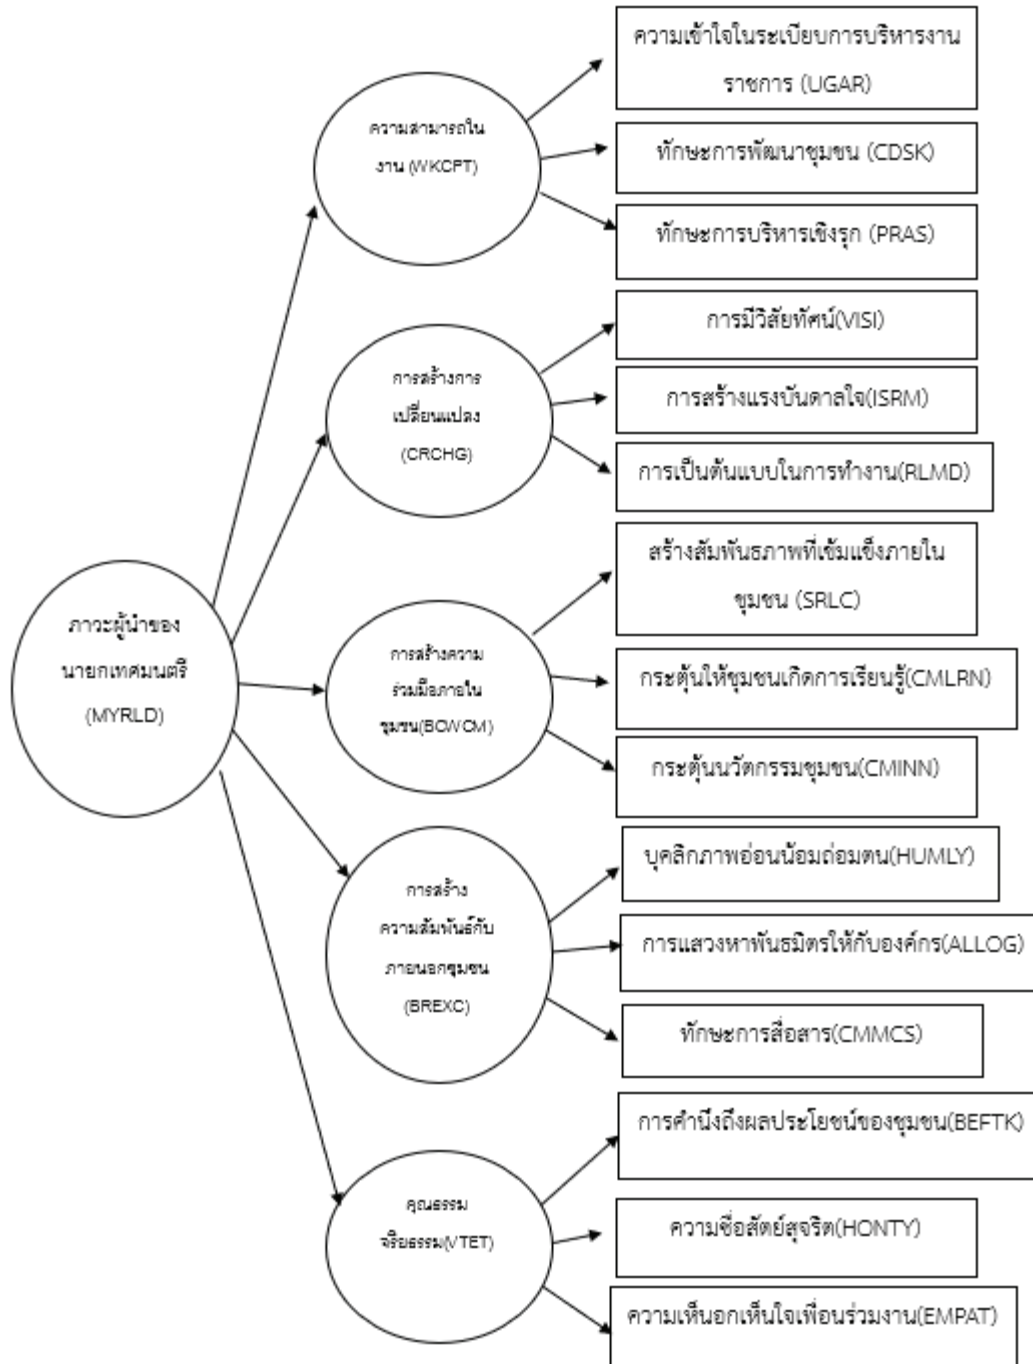 ความเข้าใจในระเบียบการบริหารงาน
ราชการ (UGAR)
ความสามารถใน
งาน (WKCPT)
ทักษะการพัฒนาชุมชน (CDSK)
ทักษะการบริหารเชิงรุก (PRAS)
การมีวิสัยทัศน์(VISI)
การสร้างการ
เปลี่ยนแปลง
(CRCHG)
การสร้างแรงบันดาลใจ(ISRM)
การเป็นต้นแบบในการทำงาน(RLMD)
สร้างสัมพันธภาพที่เข้มแข็งภายใน
ชุมชน (SRLC)
ภาวะผู้นำของ
นายกเทศมนตรี
(MYRLD)
การสร้างความ
ร่วมมือภายใน
ชุมชน(BCWCM)
กระตุ้นให้ชุมชนเกิดการเรียนรู้(CMLRN)
กระตุ้นนวัตกรรมชุมชน(CMINN)
บุคลิกภาพอ่อนน้อมถ่อมตน(HUMLY)
การสร้าง
ความสัมพันธ์กับ
ภายนอกชุมชน
(BREXC)
การแสวงหาพันธมิตรให้กับองค์กร(ALLOG)
ทักษะการสื่อสาร(CMMCS)
การคำนึงถึงผลประโยชน์ของชุมชน(BEFTK)
คุณธรรม
จริยธรรม(VTET)
ความซื่อสัตย์สุจริต(HONTY)
ความเห็นอกเห็นใจเพื่อนร่วมงาน(EMPAT)